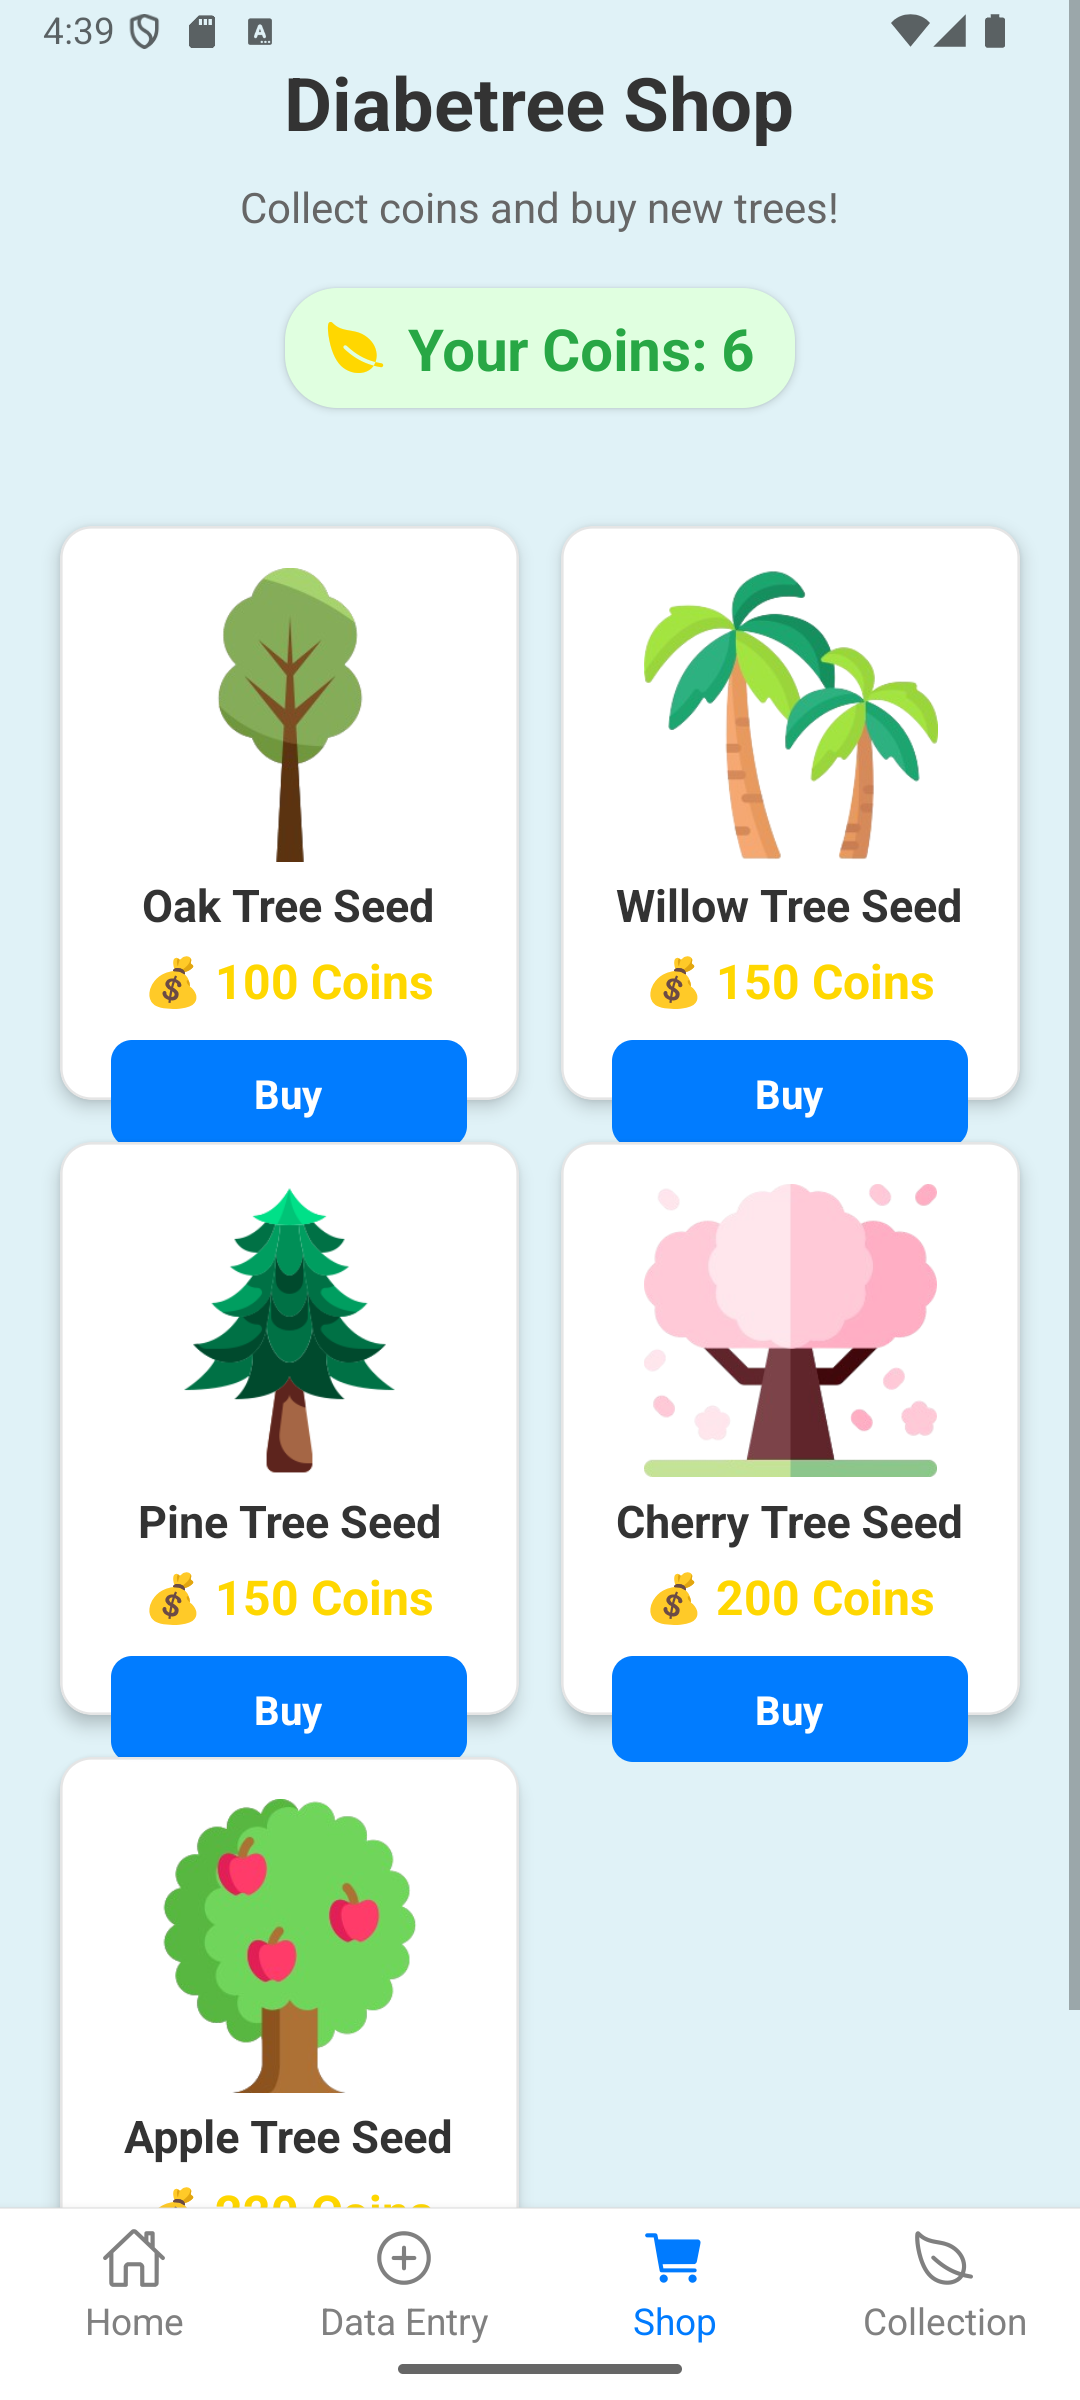 4:39
Diabetree Shop
Collect coins and buy new trees!
Your Coins: 6
Oak Tree Seed
Willow Tree Seed
100 Coins
150 Coins
Buy
Buy
Pine Tree Seed
Cherry Tree Seed
150 Coins
200 Coins
Buy
Buy
Apple Tree Seed
Coins
Home
Data Entry
Shop
Collection